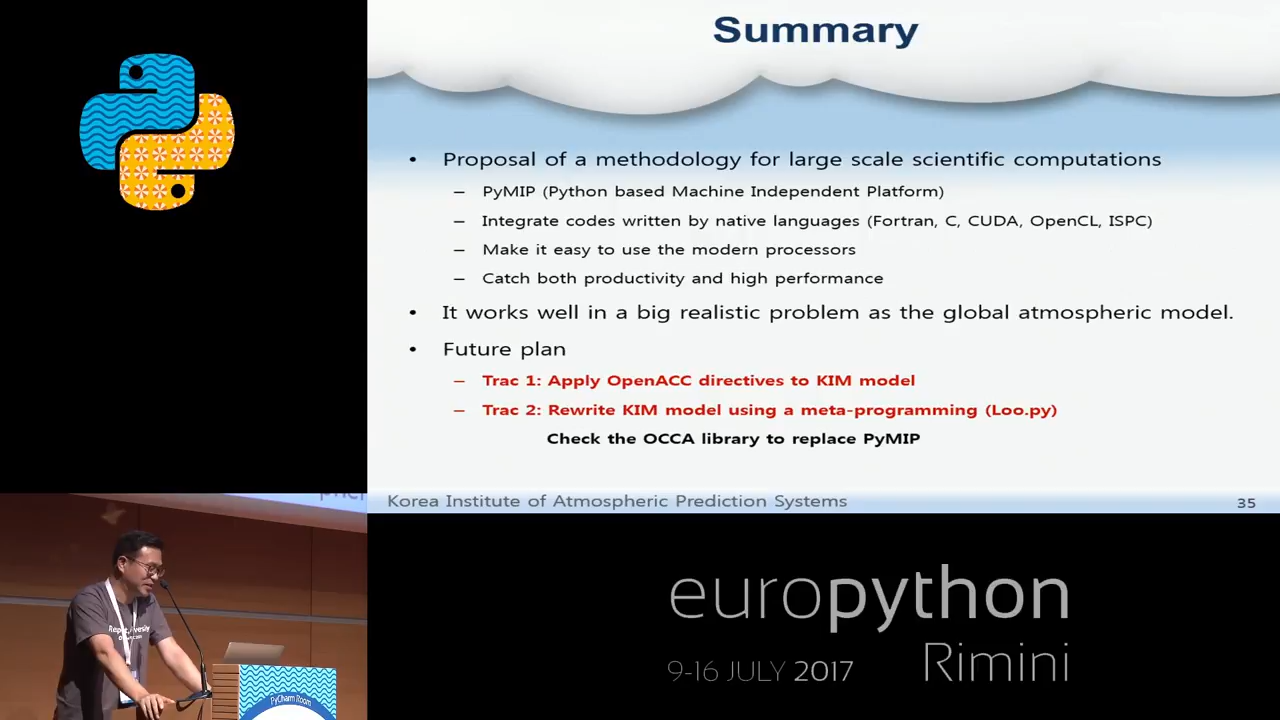 Summary
• Proposal of a methodology for large scale scientific computations
– PyMIP (Python based Machine Independent Platform)
– Integrate codes written by native languages (Fortran, C, CUDA, OpenCL, ISPC)
– Make it easy to use the modern processors
– Catch both productivity and high performance
• It works well in a big realistic problem as the global atmospheric model.
• Future plan
– Trac 1: Apply OpenACC directives to KIM model
– Trac 2: Rewrite KIM model using a meta-programming (Loo.py)
Check the OCCA library to replace PyMIP
Korea Institute of Atmospheric Prediction Systems
35
PyCharm Room
europython
Rimini
9-16 JULY 2017